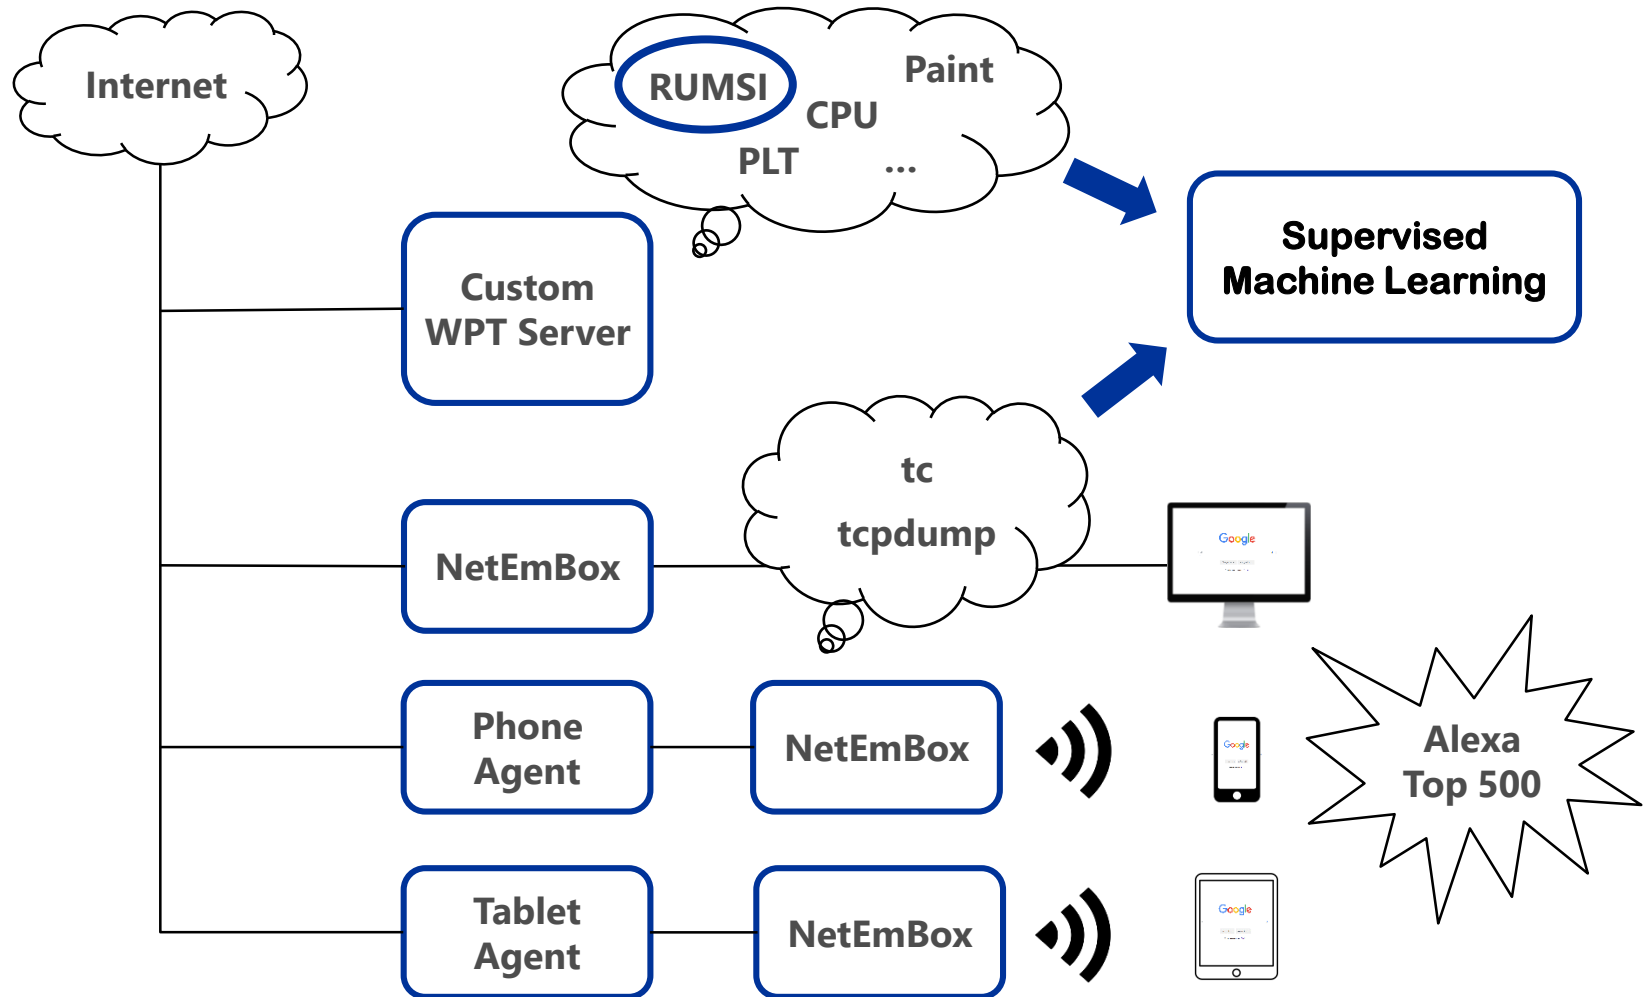 Internet
RUMSI
Paint
CPU
PLT
...
Supervised
Machine Learning
Custom
WPT Server
tc
tcpdump
NetEmBox
Google
Phone
Agent
NetEmBox
Google
Alexa
Top 500
Tablet
Agent
NetEmBox
Google